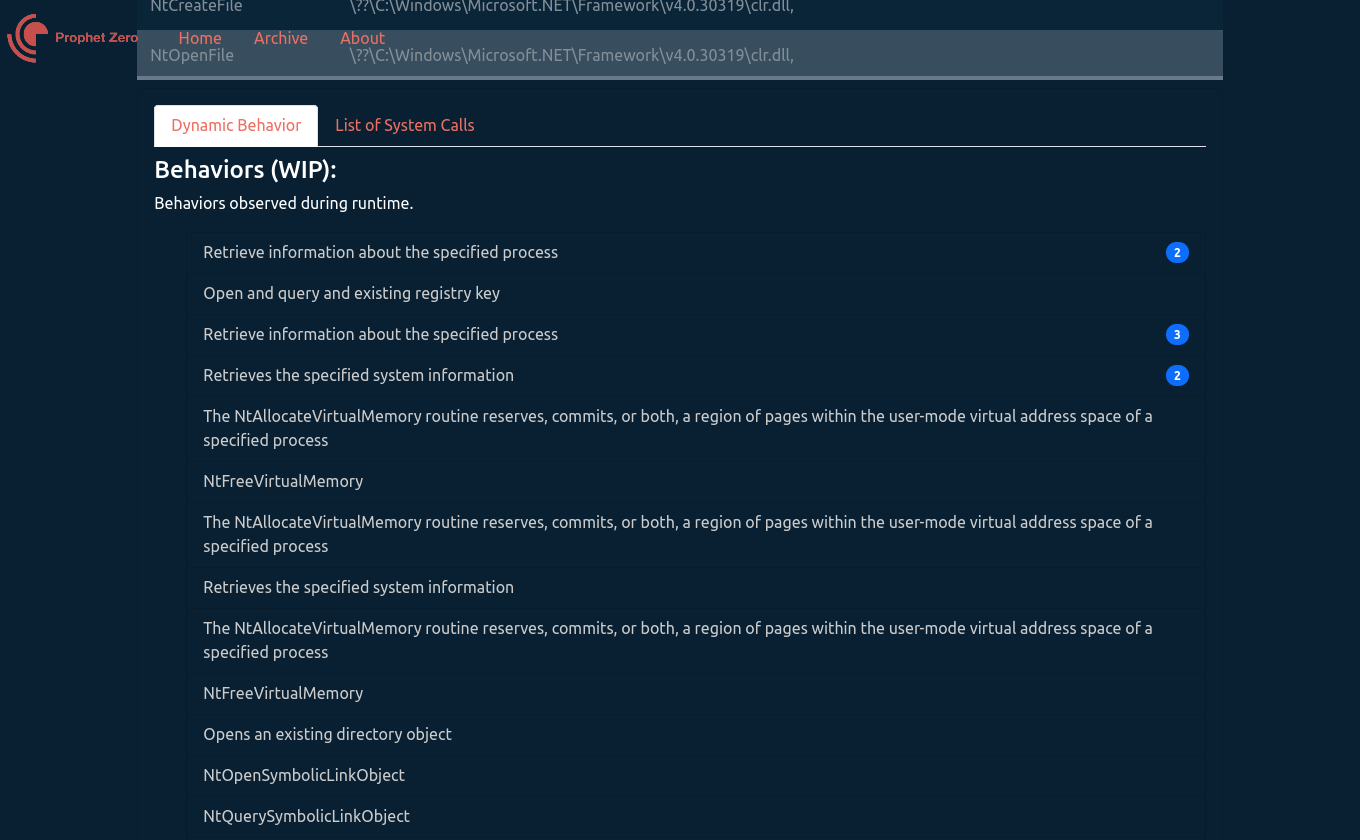 NtCreateFile \??\C:\Windows\Microsoft.NET\Framework\v4.0.30319\clr.dll,
Prophet Zero Home Archive About
NtOpenFile \??\C:\Windows\Microsoft.NET\Framework\v4.0.30319\clr.dll,
Dynamic Behavior List of System Calls
Behaviors (WIP):
Behaviors observed during runtime.
Retrieve information about the specified process 2
Open and query and existing registry key
Retrieve information about the specified process 3
Retrieves the specified system information 2
The NtAllocateVirtualMemory routine reserves, commits, or both, a region of pages within the user-mode virtual address space of a
specified process
NtFreeVirtualMemory
The NtAllocateVirtualMemory routine reserves, commits, or both, a region of pages within the user-mode virtual address space of a
specified process
Retrieves the specified system information
The NtAllocateVirtualMemory routine reserves, commits, or both, a region of pages within the user-mode virtual address space of a
specified process
NtFreeVirtualMemory
Opens an existing directory object
NtOpenSymbolicLinkObject
NtQuerySymbolicLinkObject